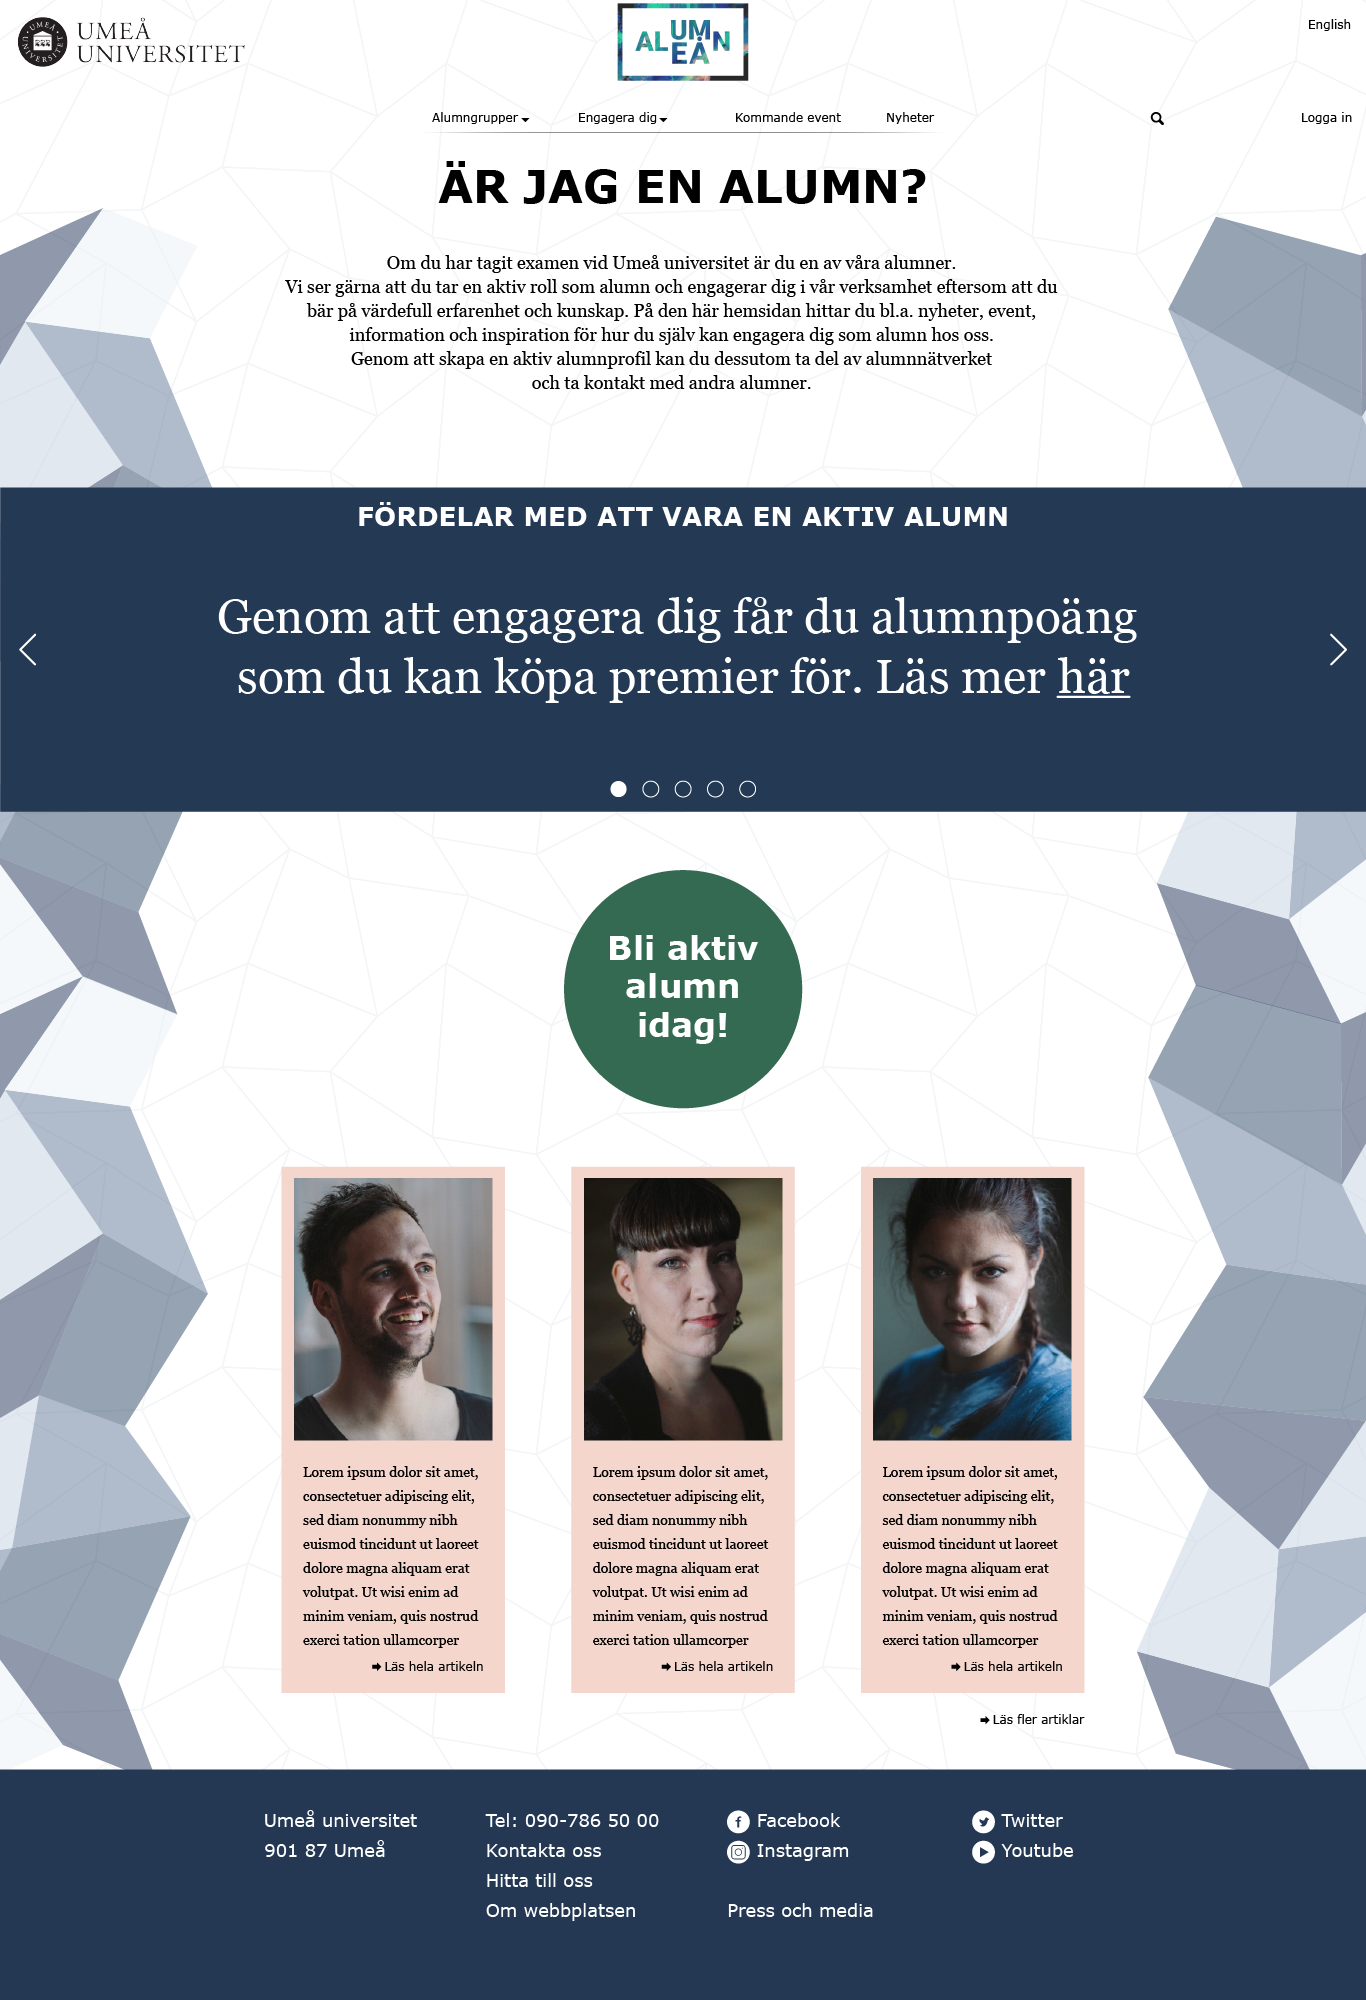 UMEÅ
UNIVERSITET
UMEÅ UNIVERSITET
ALUMN
EÅ
English
Alumngrupper
Engagera dig
Kommande event
Nyheter
Logga in
ÄR JAG EN ALUMN?
Om du har tagit examen vid Umeå universitet är du en av våra alumner.
Vi ser gärna att du tar en aktiv roll som alumn och engagerar dig i vår verksamhet eftersom att du
bär på värdefull erfarenhet och kunskap. På den här hemsidan hittar du bl.a. nyheter, event,
information och inspiration för hur du själv kan engagera dig som alumn hos oss.
Genom att skapa en aktiv alumnprofil kan du dessutom ta del av alumnnätverket
och ta kontakt med andra alumner.
FÖRDELAR MED ATT VARA EN AKTIV ALUMN
Genom att engagera dig får du alumnpoäng
som du kan köpa premier för. Läs mer här
Bli aktiv
alumn
idag!
Lorem ipsum dolor sit amet,
consectetuer adipiscing elit,
sed diam nonummy nibh
euismod tincidunt ut laoreet
dolore magna aliquam erat
volutpat. Ut wisi enim ad
minim veniam, quis nostrud
exerci tation ullamcorper
Läs hela artikeln
Lorem ipsum dolor sit amet,
consectetuer adipiscing elit,
sed diam nonummy nibh
euismod tincidunt ut laoreet
dolore magna aliquam erat
volutpat. Ut wisi enim ad
minim veniam, quis nostrud
exerci tation ullamcorper
Läs hela artikeln
Lorem ipsum dolor sit amet,
consectetuer adipiscing elit,
sed diam nonummy nibh
euismod tincidunt ut laoreet
dolore magna aliquam erat
volutpat. Ut wisi enim ad
minim veniam, quis nostrud
exerci tation ullamcorper
Läs hela artikeln
Läs fler artiklar
Umeå universitet
901 87 Umeå
Tel: 090-786 50 00
Kontakta oss
Hitta till oss
Om webbplatsen
Facebook
Instagram
Press och media
Twitter
Youtube